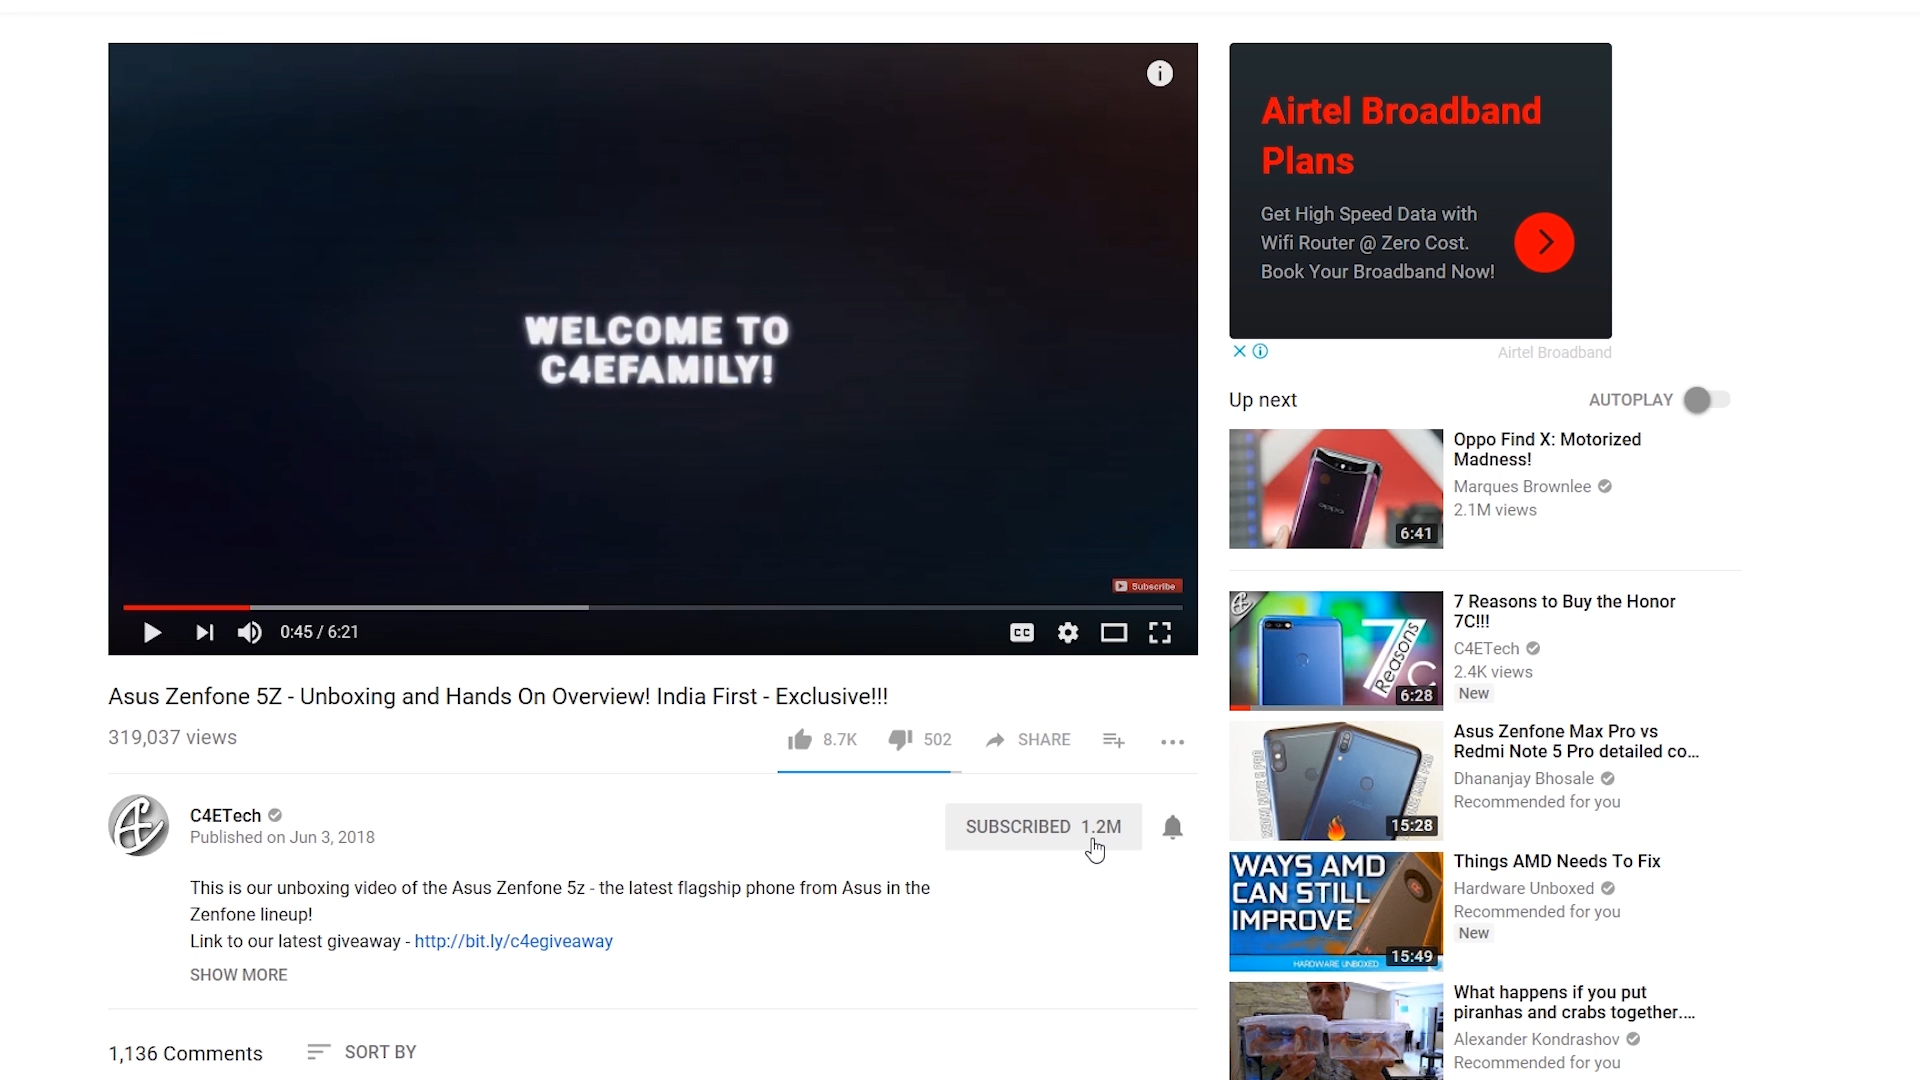 WELCOME TO
C4EFAMILY!
Subscribe
0:45 / 6:21
CC
Asus Zenfone 5Z - Unboxing and Hands On Overview! India First - Exclusive!!!
319,037 views
8.7K
502
SHARE
C4ETech
Published on Jun 3, 2018
SUBSCRIBED 1.2M
This is our unboxing video of the Asus Zenfone 5z - the latest flagship phone from Asus in the
Zenfone lineup!
Link to our latest giveaway - http://bit.ly/c4egiveaway
SHOW MORE
1,136 Comments
SORT BY
Airtel Broadband
Plans
Get High Speed Data with
Wifi Router @ Zero Cost.
Book Your Broadband Now!
Airtel Broadband
Up next
AUTOPLAY
oppo
6:41
Oppo Find X: Motorized
Madness!
Marques Brownlee
2.1M views
7 Reasons
C
6:28
7 Reasons to Buy the Honor
7C!!!
C4ETech
2.4K views
New
ASUS
15:28
Asus Zenfone Max Pro vs
Redmi Note 5 Pro detailed co...
Dhananjay Bhosale
Recommended for you
WAYS AMD
CAN STILL
IMPROVE
HARDWARE UNBOXED
15:49
Things AMD Needs To Fix
Hardware Unboxed
Recommended for you
New
What happens if you put
piranhas and crabs together....
Alexander Kondrashov
Recommended for you